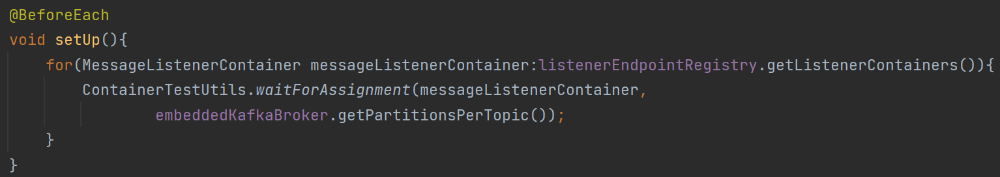 @BeforeEach
void setUp(){
    for(MessageListenerContainer messageListenerContainer:listenerEndpointRegistry.getListenerContainers()){
        ContainerTestUtils.waitForAssignment(messageListenerContainer,
                embeddedKafkaBroker.getPartitionsPerTopic());
    }
}